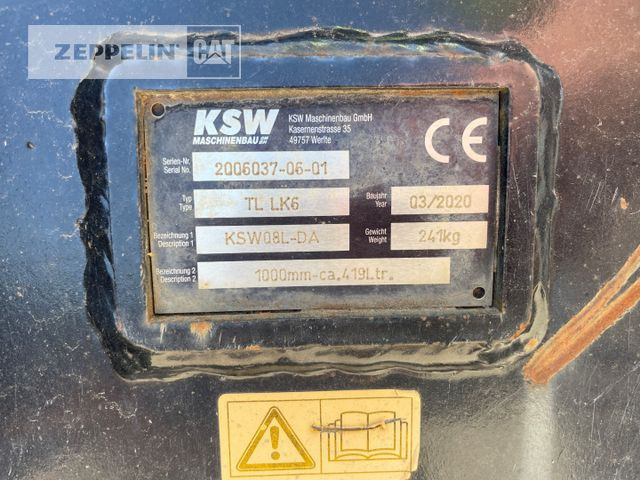 ZEPPELIN CAT
KSW
MASCHINENBAU
KSW Maschinenbau GmbH
Kasernenstrasse 35
49757 Werlte
CE
Serien-Nr.
Serial No.
2006037-06-01
Typ
Type
TL LK6
Baujahr
Year
03/2020
Bezeichnung 1
Description 1
KSW08L-DA
Gewicht
Weight
241kg
Bezeichnung 2
Description 2
1000mm-ca.419Ltr.